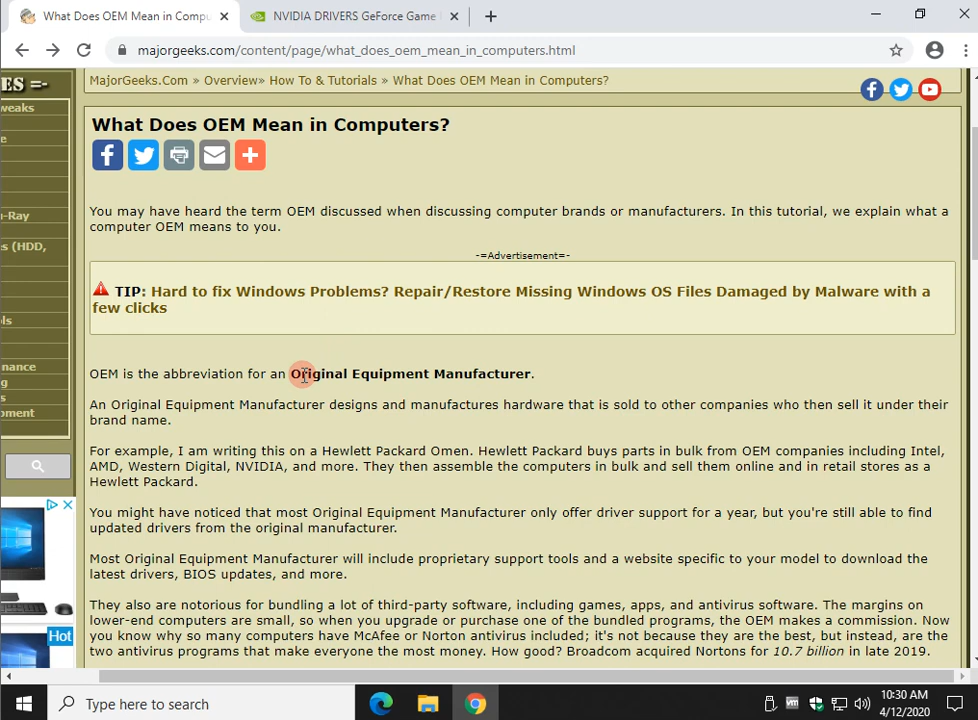 What Does OEM Mean in Compu
NVIDIA DRIVERS GeForce Game
majorgeeks.com/content/page/what_does_oem_mean_in_computers.html
ES =-
weaks
e
n-Ray
s (HDD,
ols
nance
g
s
opment
Hot
MajorGeeks.Com » Overview» How To & Tutorials » What Does OEM Mean in Computers?
What Does OEM Mean in Computers?
You may have heard the term OEM discussed when discussing computer brands or manufacturers. In this tutorial, we explain what a
computer OEM means to you.
-=Advertisement=-
TIP: Hard to fix Windows Problems? Repair/Restore Missing Windows OS Files Damaged by Malware with a
few clicks
OEM is the abbreviation for an Original Equipment Manufacturer.
An Original Equipment Manufacturer designs and manufactures hardware that is sold to other companies who then sell it under their
brand name.
For example, I am writing this on a Hewlett Packard Omen. Hewlett Packard buys parts in bulk from OEM companies including Intel,
AMD, Western Digital, NVIDIA, and more. They then assemble the computers in bulk and sell them online and in retail stores as a
Hewlett Packard.
You might have noticed that most Original Equipment Manufacturer only offer driver support for a year, but you're still able to find
updated drivers from the original manufacturer.
Most Original Equipment Manufacturer will include proprietary support tools and a website specific to your model to download the
latest drivers, BIOS updates, and more.
They also are notorious for bundling a lot of third-party software, including games, apps, and antivirus software. The margins on
lower-end computers are small, so when you upgrade or purchase one of the bundled programs, the OEM makes a commission. Now
you know why so many computers have McAfee or Norton antivirus included; it's not because they are the best, but instead, are the
two antivirus programs that make everyone the most money. How good? Broadcom acquired Nortons for 10.7 billion in late 2019.
Type here to search
10:30 AM
4/12/2020